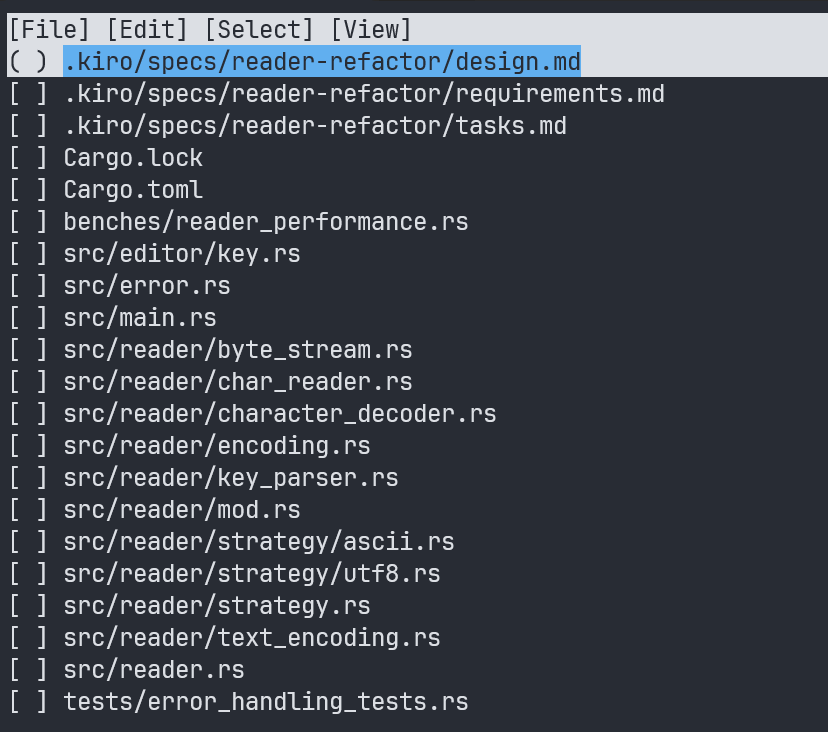 [File] [Edit] [Select] [View]
( ) .kiro/specs/reader-refactor/design.md
[ ] .kiro/specs/reader-refactor/requirements.md
[ ] .kiro/specs/reader-refactor/tasks.md
[ ] Cargo.lock
[ ] Cargo.toml
[ ] benches/reader_performance.rs
[ ] src/editor/key.rs
[ ] src/error.rs
[ ] src/main.rs
[ ] src/reader/byte_stream.rs
[ ] src/reader/char_reader.rs
[ ] src/reader/character_decoder.rs
[ ] src/reader/encoding.rs
[ ] src/reader/key_parser.rs
[ ] src/reader/mod.rs
[ ] src/reader/strategy/ascii.rs
[ ] src/reader/strategy/utf8.rs
[ ] src/reader/strategy.rs
[ ] src/reader/text_encoding.rs
[ ] src/reader.rs
[ ] tests/error_handling_tests.rs